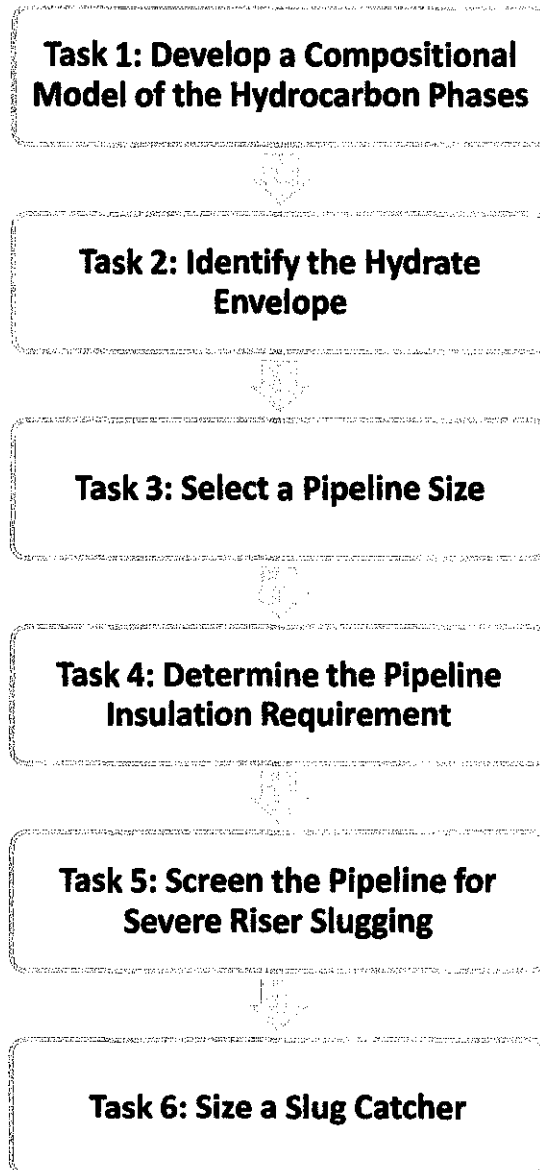 Task 1: Develop a Compositional
Model of the Hydrocarbon Phases
Task 2: Identify the Hydrate
Envelope
Task 3: Select a Pipeline Size
Task 4: Determine the Pipeline
Insulation Requirement
Task 5: Screen the Pipeline for
Severe Riser Slugging
Task 6: Size a Slug Catcher